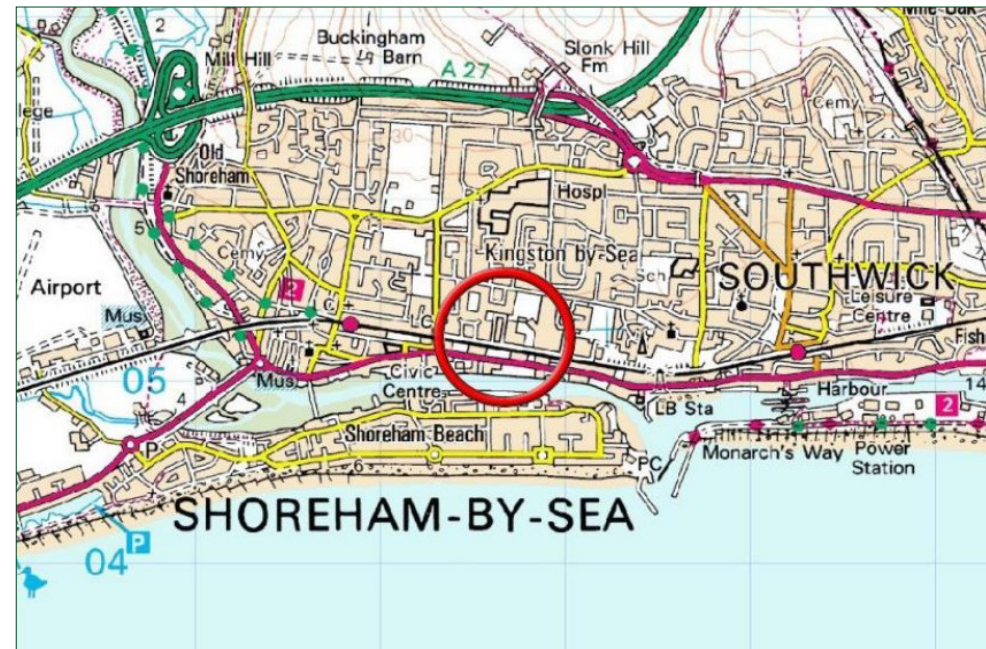 Mile Oak
2
Buckingham
Barn
Mill Hill
Slonk Hill
Fm
A 27
lege
Cemy
30
Old
Shoreham
Hospl
5
Kingston by-Sea
Cemy
Sch
SOUTHWICK
Airport
2
C
Leisure
Centre
Mus
LC
Fish
05
Mus
Civic
Centre
Harbour
14
4
LB Sta
2
Shoreham Beach
P
6
PC
Monarch's Way
Power
Station
SHOREHAM-BY-SEA
P
04